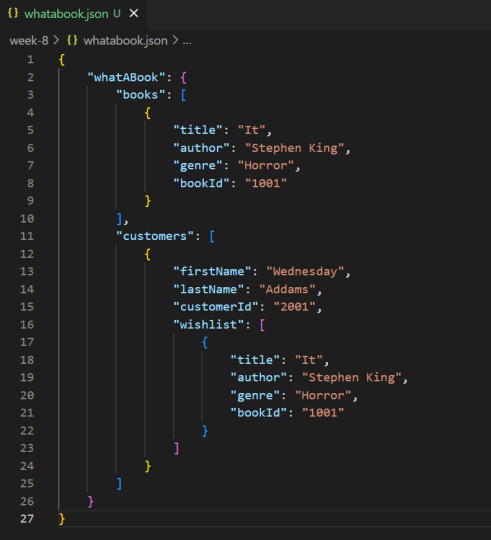 {} whatabook.json U ×
week-8 > {} whatabook.json > ...
1 {
2     "whatABook": {
3         "books": [
4             {
5                 "title": "It",
6                 "author": "Stephen King",
7                 "genre": "Horror",
8                 "bookId": "1001"
9             }
10         ],
11         "customers": [
12             {
13                 "firstName": "Wednesday",
14                 "lastName": "Addams",
15                 "customerId": "2001",
16                 "wishlist": [
17                     {
18                         "title": "It",
19                         "author": "Stephen King",
20                         "genre": "Horror",
21                         "bookId": "1001"
22                     }
23                 ]
24             }
25         ]
26     }
27 }